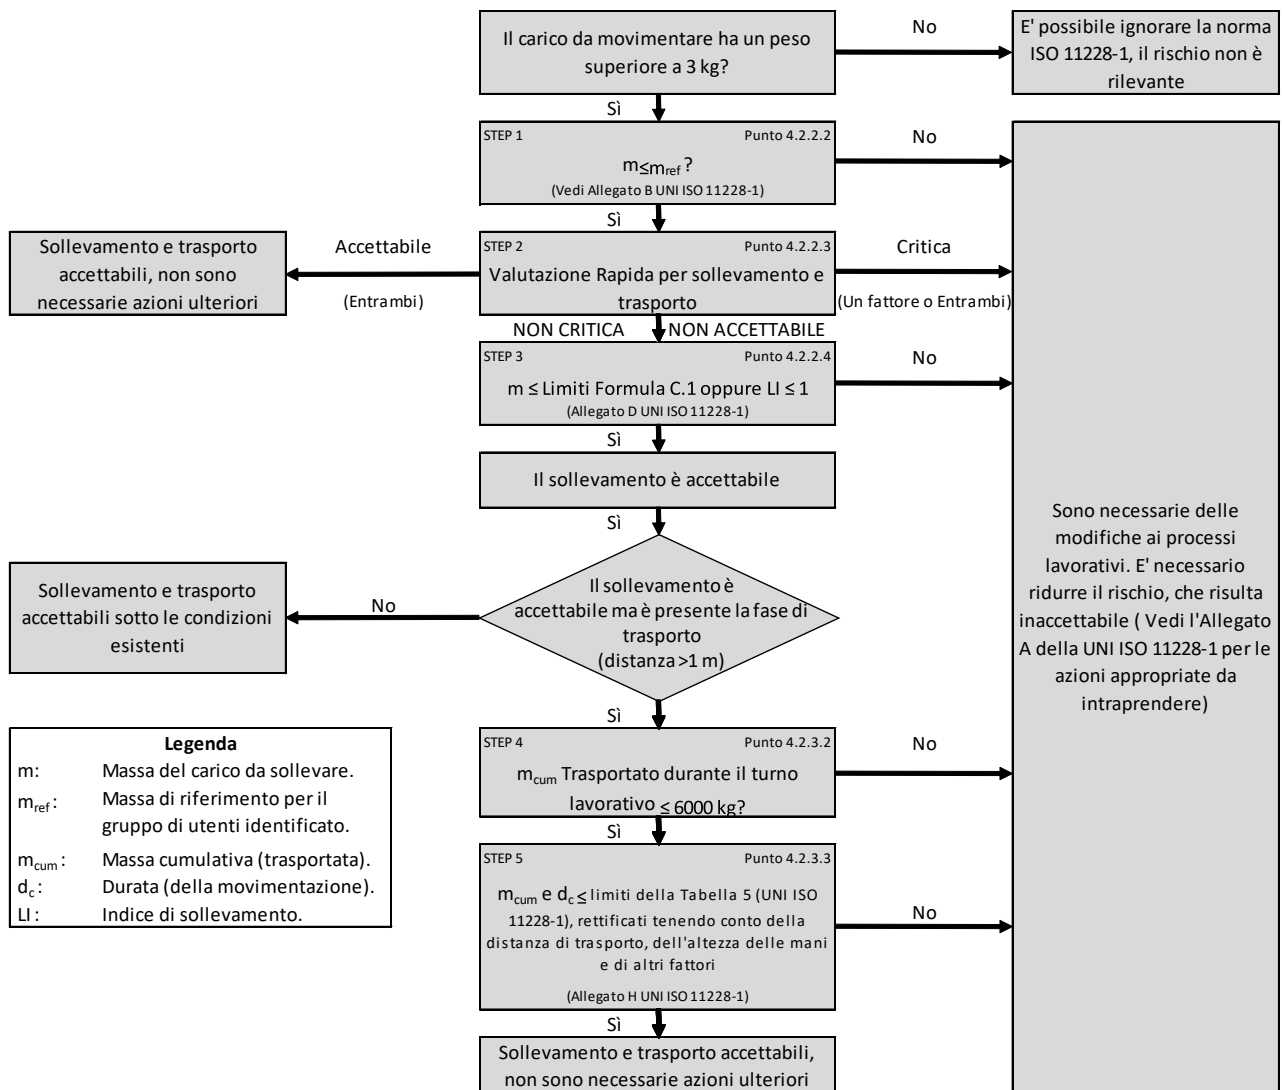 Il carico da movimentare ha un peso
superiore a 3 kg?
No
E' possibile ignorare la norma
ISO 11228-1, il rischio non è
rilevante
Sì
STEP 1 Punto 4.2.2.2
m≤mref ?
(Vedi Allegato B UNI ISO 11228-1)
No
Sì
Sollevamento e trasporto
accettabili, non sono
necessarie azioni ulteriori
Accettabile
(Entrambi)
STEP 2 Punto 4.2.2.3
Valutazione Rapida per sollevamento e
trasporto
Critica
(Un fattore o Entrambi)
NON CRITICA NON ACCETTABILE
STEP 3 Punto 4.2.2.4
m ≤ Limiti Formula C.1 oppure LI ≤ 1
(Allegato D UNI ISO 11228-1)
No
Sì
Il sollevamento è accettabile
Sì
Il sollevamento è
accettabile ma è presente la fase di
trasporto
(distanza >1 m)
No
Sollevamento e trasporto
accettabili sotto le condizioni
esistenti
Sono necessarie delle
modifiche ai processi
lavorativi. E' necessario
ridurre il rischio, che risulta
inaccettabile ( Vedi l'Allegato
A della UNI ISO 11228-1 per le
azioni appropriate da
intraprendere)
Sì
STEP 4 Punto 4.2.3.2
mcum Trasportato durante il turno
lavorativo ≤ 6000 kg?
No
Sì
STEP 5 Punto 4.2.3.3
mcum e dc ≤ limiti della Tabella 5 (UNI ISO
11228-1), rettificati tenendo conto della
distanza di trasporto, dell'altezza delle mani
e di altri fattori
(Allegato H UNI ISO 11228-1)
No
Sì
Sollevamento e trasporto accettabili,
non sono necessarie azioni ulteriori
Legenda
m: Massa del carico da sollevare.
mref : Massa di riferimento per il
gruppo di utenti identificato.
mcum : Massa cumulativa (trasportata).
dc : Durata (della movimentazione).
LI : Indice di sollevamento.